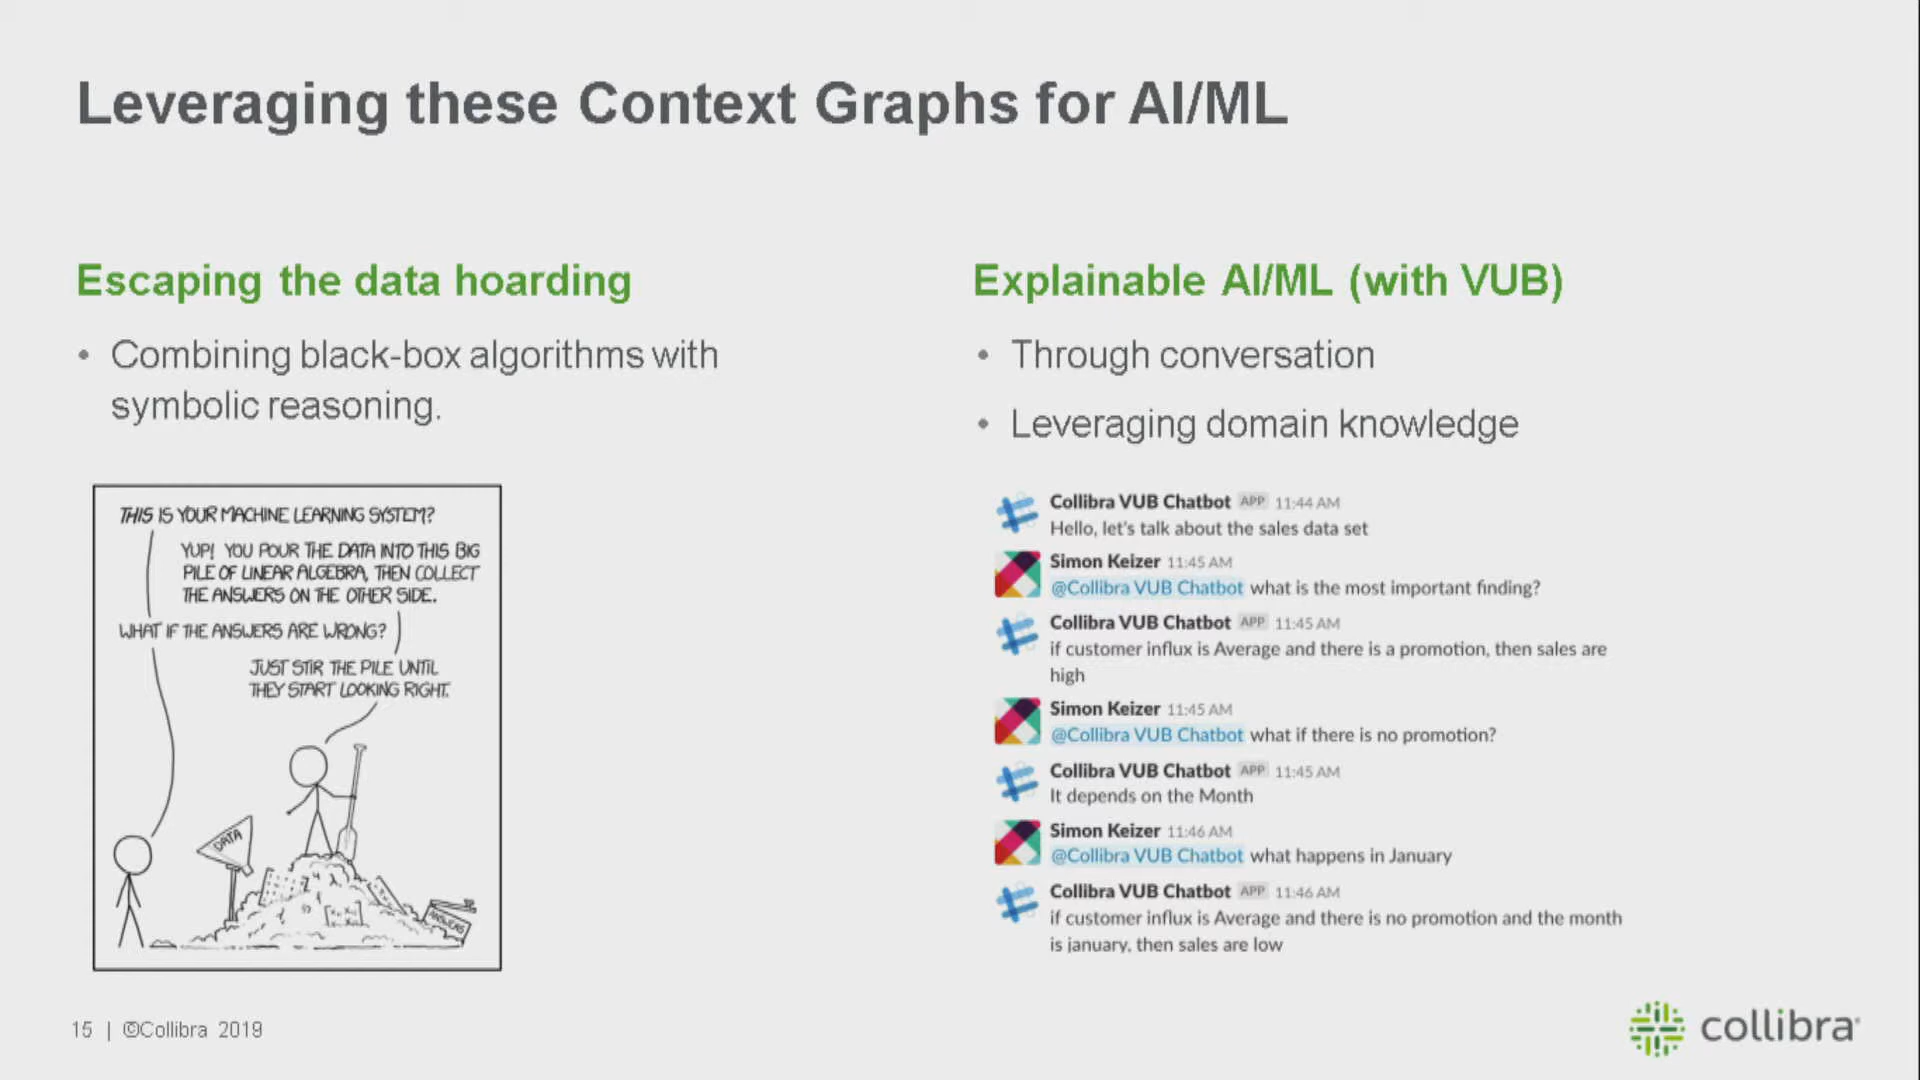 Leveraging these Context Graphs for AI/ML
Escaping the data hoarding
• Combining black-box algorithms with
symbolic reasoning.
THIS IS YOUR MACHINE LEARNING SYSTEM?
YUP! YOU POUR THE DATA INTO THIS BIG
PILE OF LINEAR ALGEBRA, THEN COLLECT
THE ANSWERS ON THE OTHER SIDE.
WHAT IF THE ANSWERS ARE WRONG?
JUST STIR THE PILE UNTIL
THEY START LOOKING RIGHT.
DATA
ANSWERS
Explainable AI/ML (with VUB)
• Through conversation
• Leveraging domain knowledge
Collibra VUB Chatbot APP 11:44 AM
Hello, let's talk about the sales data set
Simon Keizer 11:45 AM
@Collibra VUB Chatbot what is the most important finding?
Collibra VUB Chatbot APP 11:45 AM
if customer influx is Average and there is a promotion, then sales are
high
Simon Keizer 11:45 AM
@Collibra VUB Chatbot what if there is no promotion?
Collibra VUB Chatbot APP 11:45 AM
It depends on the Month
Simon Keizer 11:46 AM
@Collibra VUB Chatbot what happens in January
Collibra VUB Chatbot APP 11:46 AM
if customer influx is Average and there is no promotion and the month
is january, then sales are low
15 | ©Collibra 2019
collibra